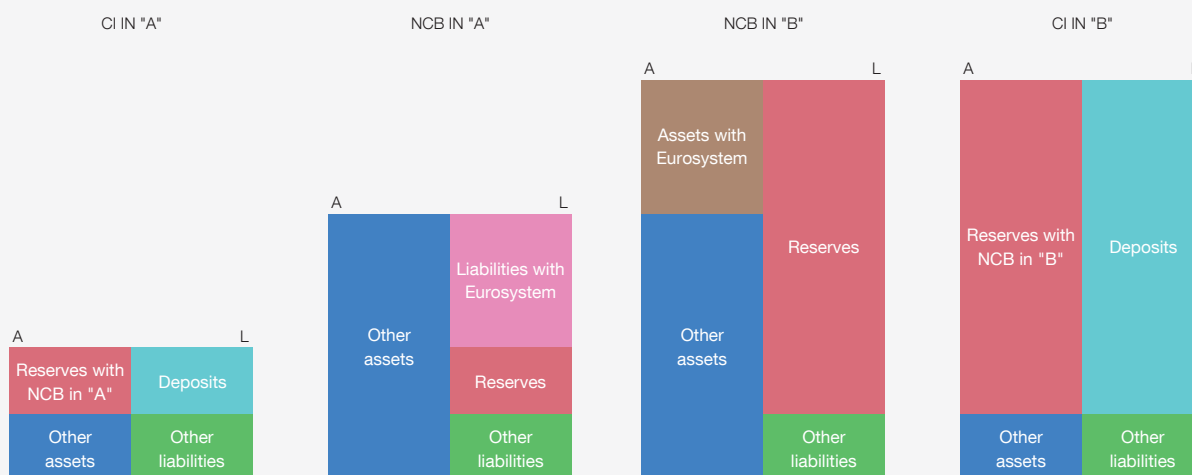 CI IN "A"
NCB IN "A"
NCB IN "B"
CI IN "B"
A
L
Reserves with
NCB in "A"
Deposits
Other
assets
Other
liabilities
A
L
Other
assets
Liabilities with
Eurosystem
Reserves
Other
liabilities
A
L
Assets with
Eurosystem
Other
assets
Reserves
Other
liabilities
A
Reserves with
NCB in "B"
Deposits
Other
assets
Other
liabilities